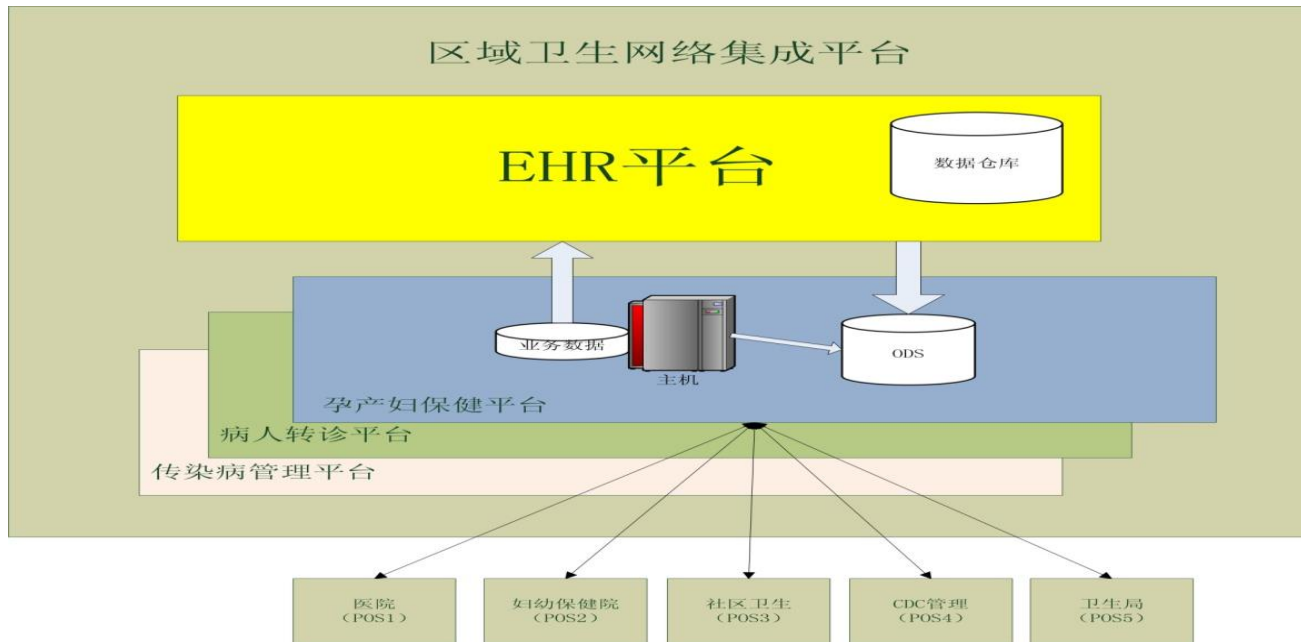 区域卫生网络集成平台
EHR平台
数据仓库
业务数据
主机
ODS
孕产妇保健平台
病人转诊平台
传染病管理平台
医院
(POS1)
妇幼保健院
(POS2)
社区卫生
(POS3)
CDC管理
(POS4)
卫生局
(POS5)